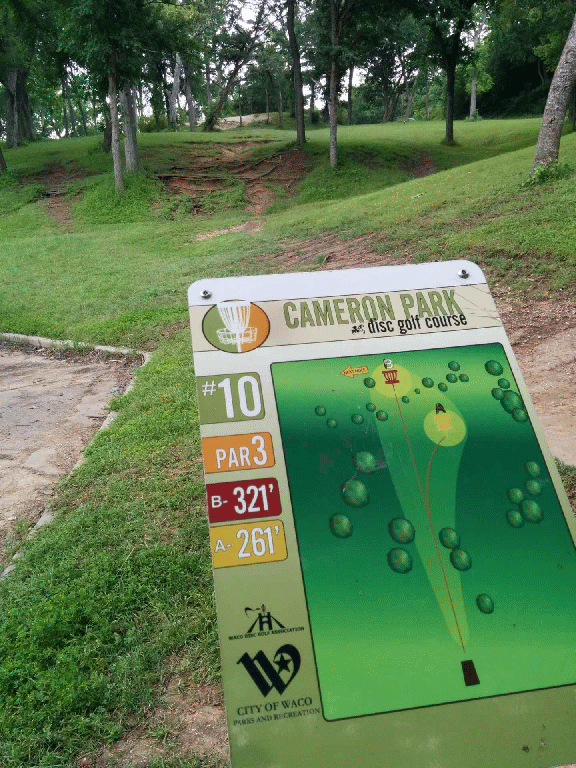 CAMERON PARK
disc golf course
#10
PAR 3
B- 321'
A- 261'
B
A
WACO DISC GOLF ASSOCIATION
W
CITY OF WACO
PARKS AND RECREATION